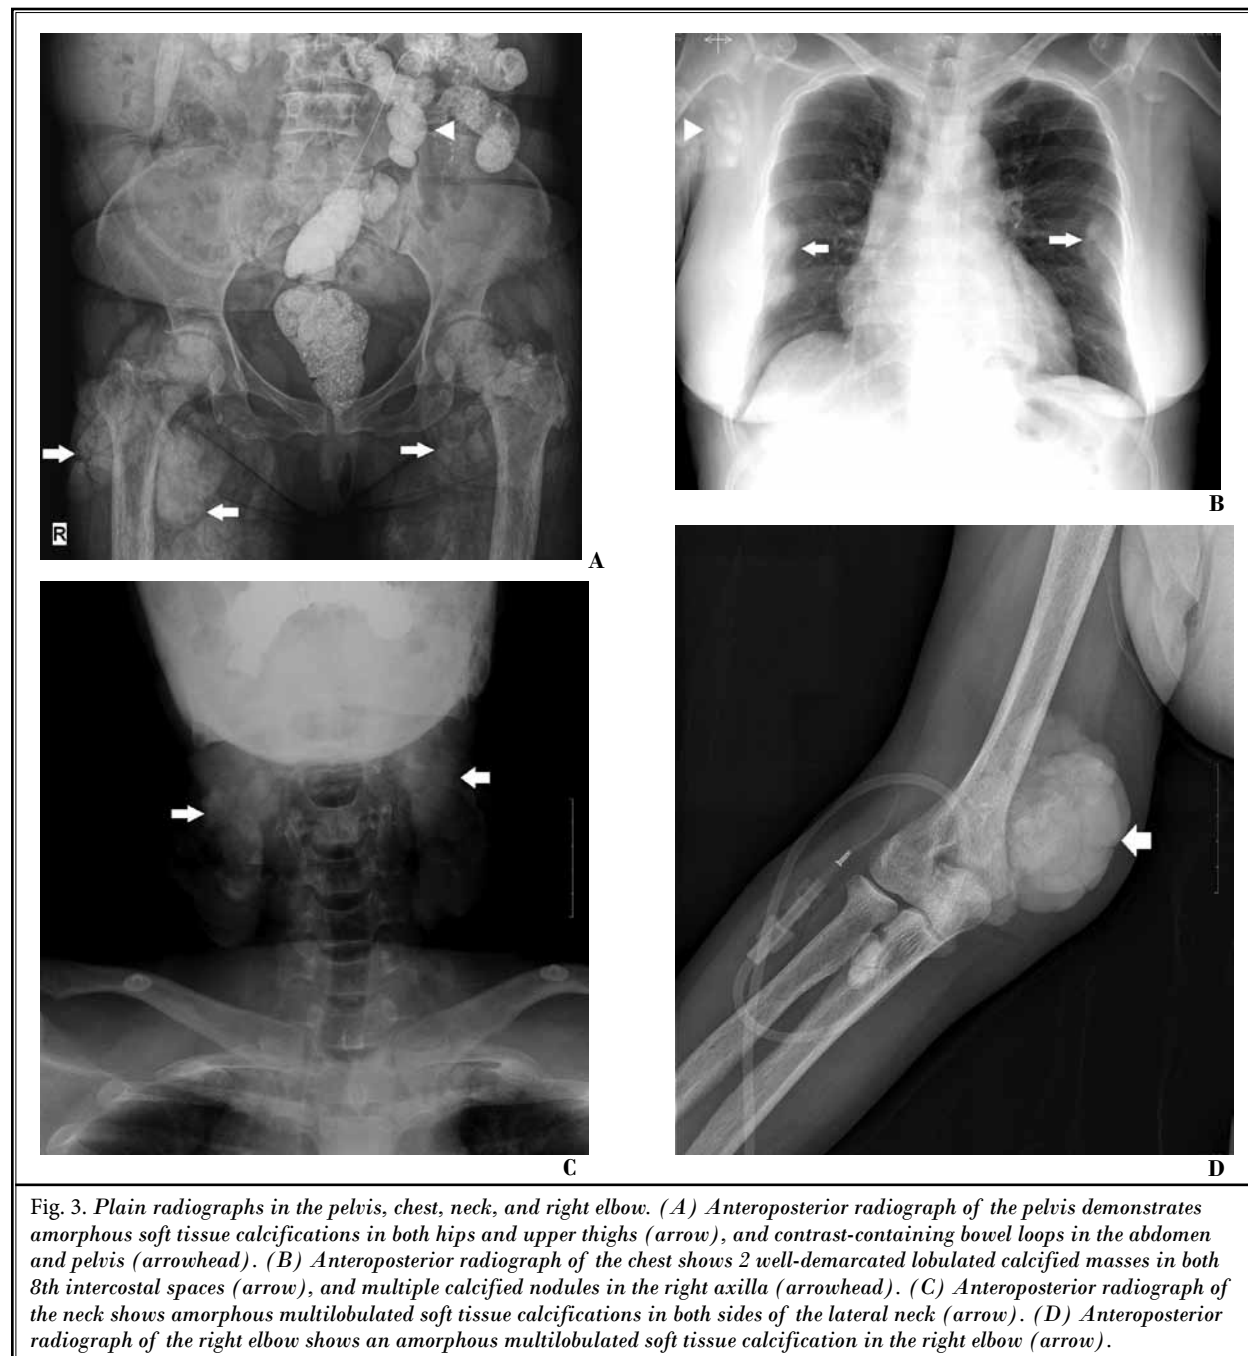 R
A
B
C
D
Fig. 3. Plain radiographs in the pelvis, chest, neck, and right elbow. (A) Anteroposterior radiograph of the pelvis demonstrates
amorphous soft tissue calcifications in both hips and upper thighs (arrow), and contrast-containing bowel loops in the abdomen
and pelvis (arrowhead). (B) Anteroposterior radiograph of the chest shows 2 well-demarcated lobulated calcified masses in both
8th intercostal spaces (arrow), and multiple calcified nodules in the right axilla (arrowhead). (C) Anteroposterior radiograph of
the neck shows amorphous multilobulated soft tissue calcifications in both sides of the lateral neck (arrow). (D) Anteroposterior
radiograph of the right elbow shows an amorphous multilobulated soft tissue calcification in the right elbow (arrow).